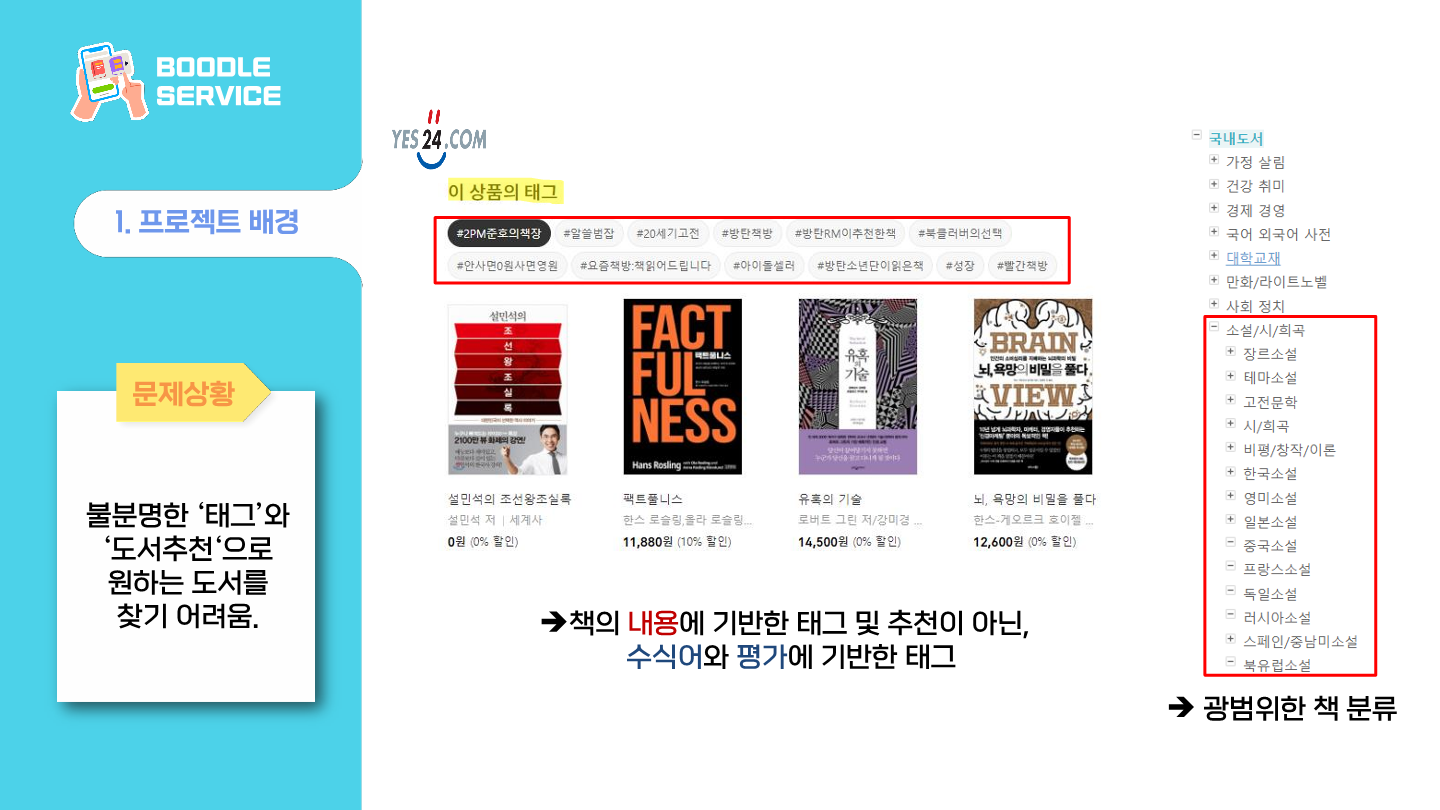 BOODLE
SERVICE
1. 프로젝트 배경
문제상황
불분명한 ‘태그’와
‘도서추천‘으로
원하는 도서를
찾기 어려움.
YES24.COM
이 상품의 태그
#2PM준호의책장 #알쓸범잡 #20세기고전 #방탄책방 #방탄RM이추천한책 #북클러버의선택
#안사면0원사면영원 #요즘책방:책읽어드립니다 #아이돌셀러 #방탄소년단이읽은책 #성장 #빨간책방
설민석의
조
선
왕
조
실
록
2100만 뷰 화제의 강연!
FACT
FUL
NESS
팩트풀니스
Hans Rosling
유혹의
기술
BRAIN
뇌, 욕망의 비밀을 풀다
VIEW
설민석의 조선왕조실록
설민석 저 | 세계사
0원 (0% 할인)
팩트풀니스
한스 로슬링,올라 로슬링...
11,880원 (10% 할인)
유혹의 기술
로버트 그린 저/강미경 ...
14,500원 (0% 할인)
뇌, 욕망의 비밀을 풀다
한스-게오르크 호이젤 ...
12,600원 (0% 할인)
➔책의 내용에 기반한 태그 및 추천이 아닌,
수식어와 평가에 기반한 태그
국내도서
가정 살림
건강 취미
경제 경영
국어 외국어 사전
대학교재
만화/라이트노벨
사회 정치
소설/시/희곡
장르소설
테마소설
고전문학
시/희곡
비평/창작/이론
한국소설
영미소설
일본소설
중국소설
프랑스소설
독일소설
러시아소설
스페인/중남미소설
북유럽소설
➔ 광범위한 책 분류